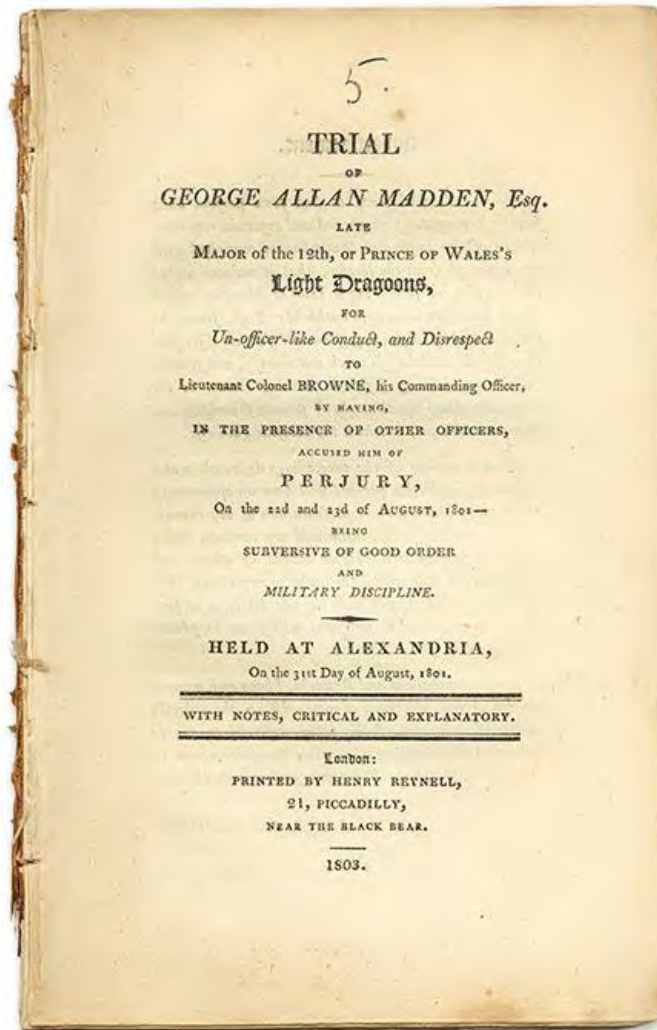 5.
TRIAL
OF
GEORGE ALLAN MADDEN, Esq.
LATE
MAJOR of the 12th, or PRINCE OF WALES'S
Light Dragoons,
FOR
Un-officer-like Conduct, and Disrespect
TO
Lieutenant Colonel BROWNE, his Commanding Officer,
BY HAVING,
IN THE PRESENCE OF OTHER OFFICERS,
ACCUSED HIM OF
PERJURY,
On the 22d and 23d of AUGUST, 1801—
BEING
SUBVERSIVE OF GOOD ORDER
AND
MILITARY DISCIPLINE.
HELD AT ALEXANDRIA,
On the 31st Day of August, 1801.
WITH NOTES, CRITICAL AND EXPLANATORY.
London:
PRINTED BY HENRY REYNELL,
21, PICCADILLY,
NEAR THE BLACK BEAR.
1803.